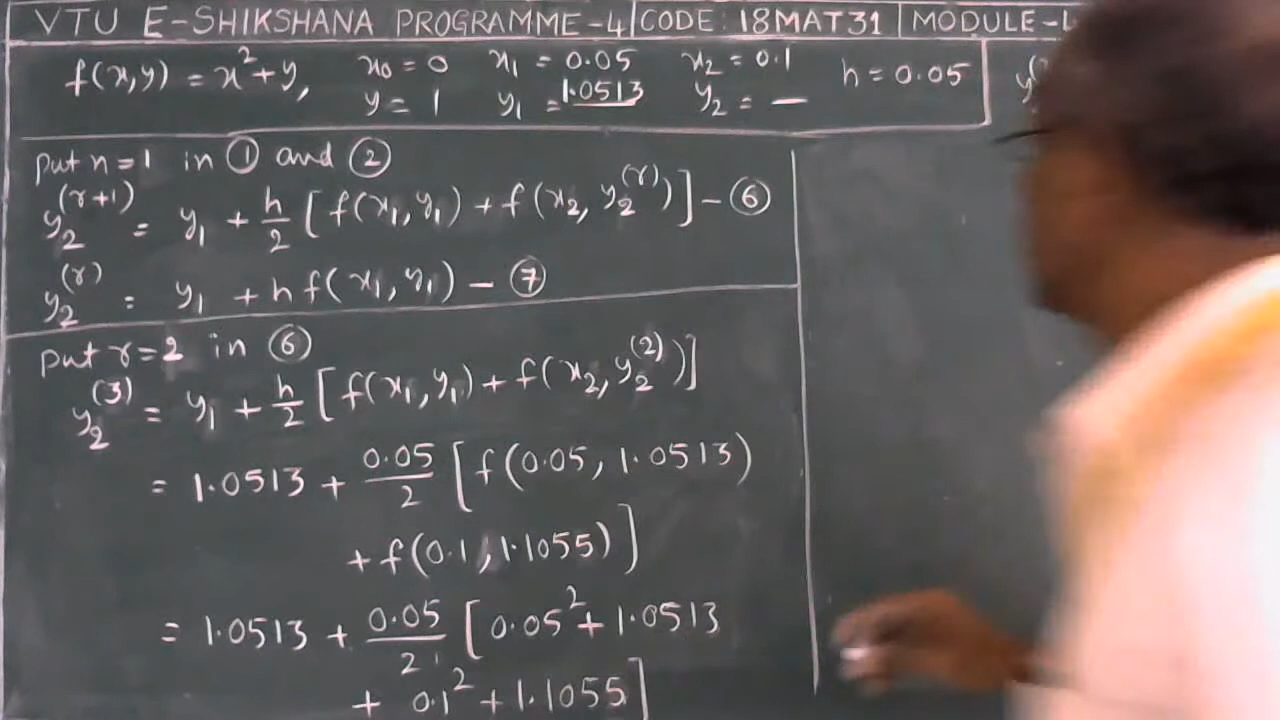 VTU E-SHIKSHANA PROGRAMME-4 CODE: 18MAT31 MODULE-
f(x,y) = x²+y, x₀ = 0 x₁ = 0.05 x₂ = 0.1 h = 0.05
y = 1 y₁ = 1.0513 y₂ = —
put n=1 in ① and ②
y₂^(r+1) = y₁ + h/2 [f(x₁,y₁) + f(x₂, y₂^(r))] - ⑥
y₂^(r) = y₁ + hf(x₁,y₁) - ⑦
put r=2 in ⑥
y₂^(3) = y₁ + h/2 [f(x₁,y₁) + f(x₂,y₂^(2))]
= 1.0513 + 0.05/2 [f(0.05, 1.0513)
+ f(0.1, 1.1055)]
= 1.0513 + 0.05/2 [0.05² + 1.0513
+ 0.1² + 1.1055]